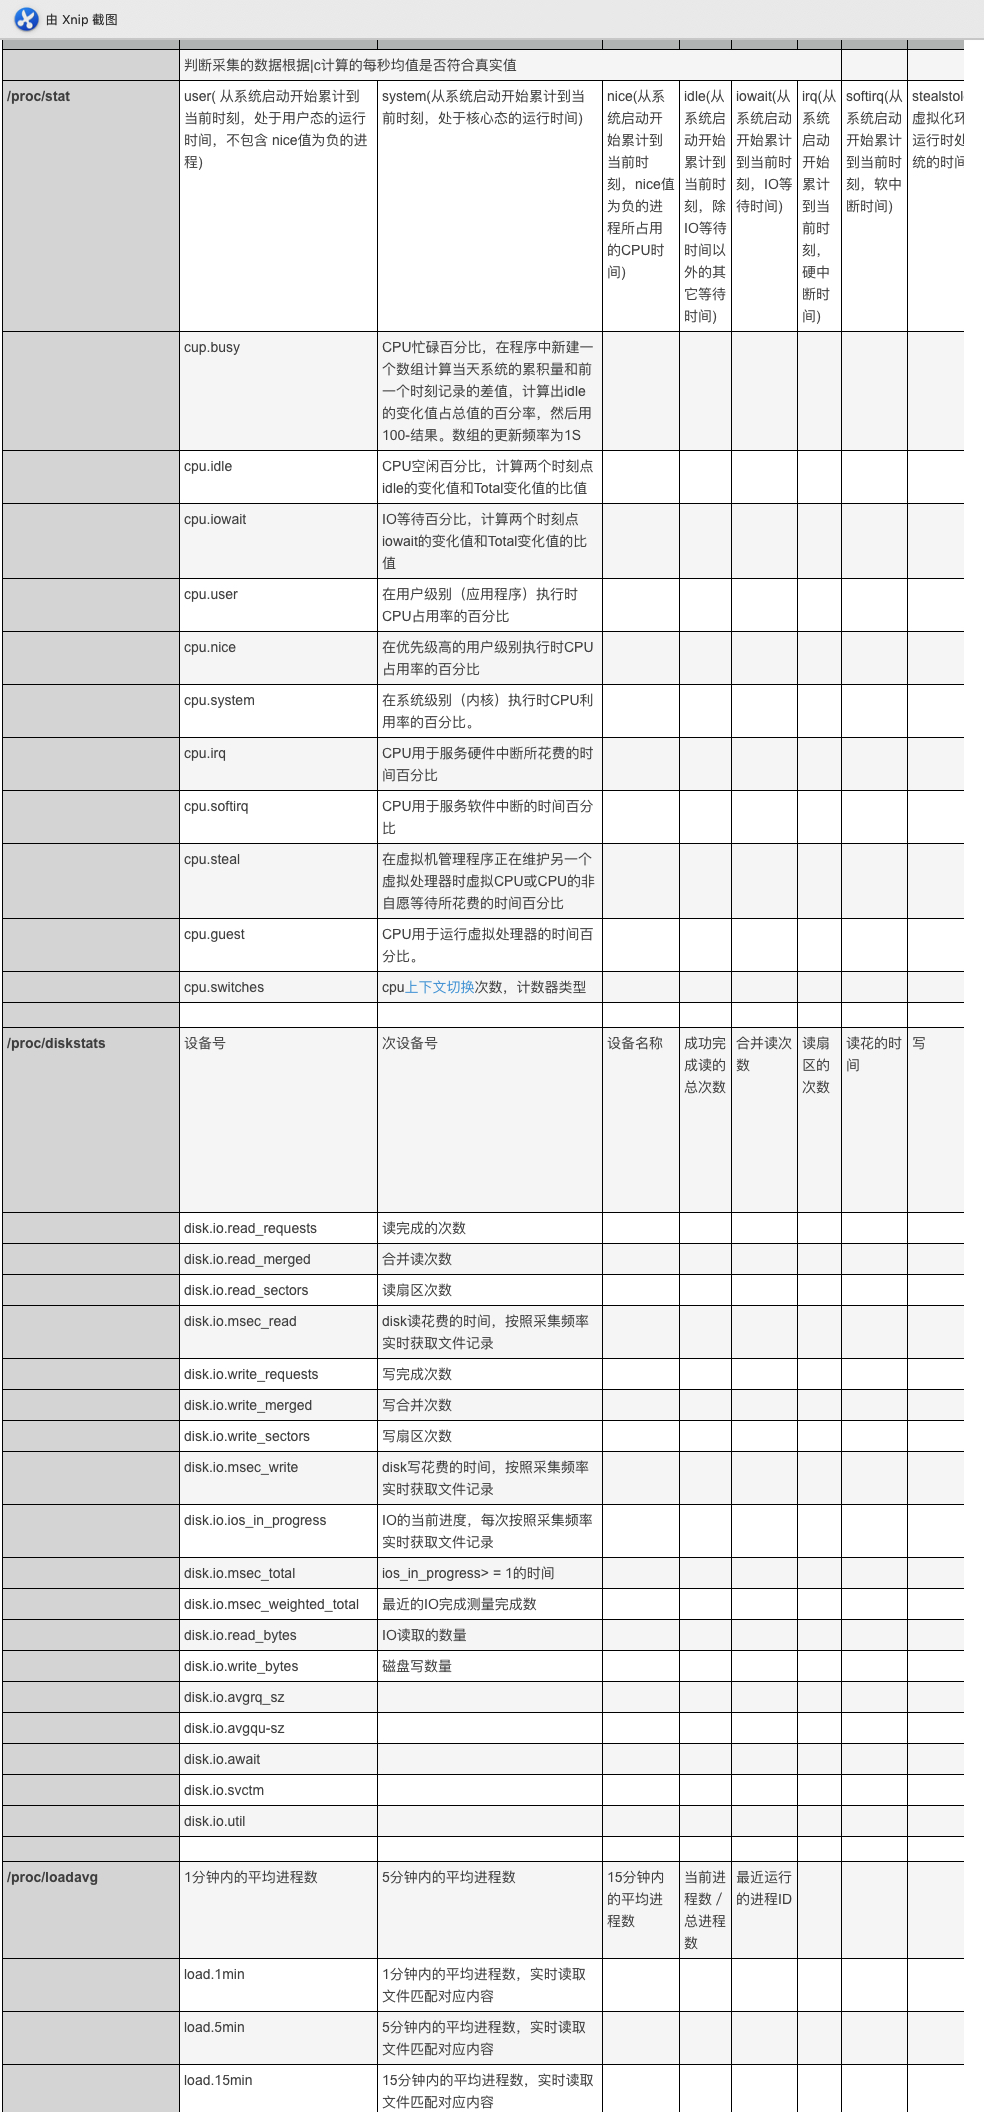 由 Xnip 截图
判断采集的数据根据|c计算的每秒均值是否符合真实值
/proc/stat
user( 从系统启动开始累计到
当前时刻，处于用户态的运行
时间，不包含 nice值为负的进
程)
system(从系统启动开始累计到当
前时刻，处于核心态的运行时间)
nice(从系
统启动开
始累计到
当前时
刻，nice值
为负的进
程所占用
的CPU时
间)
idle(从
系统启
动开始
累计到
当前时
刻，除
IO等待
时间以
外的其
它等待
时间)
iowait(从
系统启动
开始累计
到当前时
刻，IO等
待时间)
irq(从
系统
启动
开始
累计
到当
前时
刻，
硬中
断时
间)
softirq(从
系统启动
开始累计
到当前时
刻，软中
断时间)
stealstol
虚拟化环
运行时处
统的时间
cup.busy
CPU忙碌百分比，在程序中新建一
个数组计算当天系统的累积量和前
一个时刻记录的差值，计算出idle
的变化值占总值的百分率，然后用
100-结果。数组的更新频率为1S
cpu.idle
CPU空闲百分比，计算两个时刻点
idle的变化值和Total变化值的比值
cpu.iowait
IO等待百分比，计算两个时刻点
iowait的变化值和Total变化值的比
值
cpu.user
在用户级别（应用程序）执行时
CPU占用率的百分比
cpu.nice
在优先级高的用户级别执行时CPU
占用率的百分比
cpu.system
在系统级别（内核）执行时CPU利
用率的百分比。
cpu.irq
CPU用于服务硬件中断所花费的时
间百分比
cpu.softirq
CPU用于服务软件中断的时间百分
比
cpu.steal
在虚拟机管理程序正在维护另一个
虚拟处理器时虚拟CPU或CPU的非
自愿等待所花费的时间百分比
cpu.guest
CPU用于运行虚拟处理器的时间百
分比。
cpu.switches
cpu上下文切换次数，计数器类型
/proc/diskstats
设备号
次设备号
设备名称
成功完
成读的
总次数
合并读次
数
读扇
区的
次数
读花的时
间
写
disk.io.read_requests
读完成的次数
disk.io.read_merged
合并读次数
disk.io.read_sectors
读扇区次数
disk.io.msec_read
disk读花费的时间，按照采集频率
实时获取文件记录
disk.io.write_requests
写完成次数
disk.io.write_merged
写合并次数
disk.io.write_sectors
写扇区次数
disk.io.msec_write
disk写花费的时间，按照采集频率
实时获取文件记录
disk.io.ios_in_progress
IO的当前进度，每次按照采集频率
实时获取文件记录
disk.io.msec_total
ios_in_progress> = 1的时间
disk.io.msec_weighted_total
最近的IO完成测量完成数
disk.io.read_bytes
IO读取的数量
disk.io.write_bytes
磁盘写数量
disk.io.avgrq_sz
disk.io.avgqu-sz
disk.io.await
disk.io.svctm
disk.io.util
/proc/loadavg
1分钟内的平均进程数
5分钟内的平均进程数
15分钟内
的平均进
程数
当前进
程数 /
总进程
数
最近运行
的进程ID
load.1min
1分钟内的平均进程数，实时读取
文件匹配对应内容
load.5min
5分钟内的平均进程数，实时读取
文件匹配对应内容
load.15min
15分钟内的平均进程数，实时读取
文件匹配对应内容